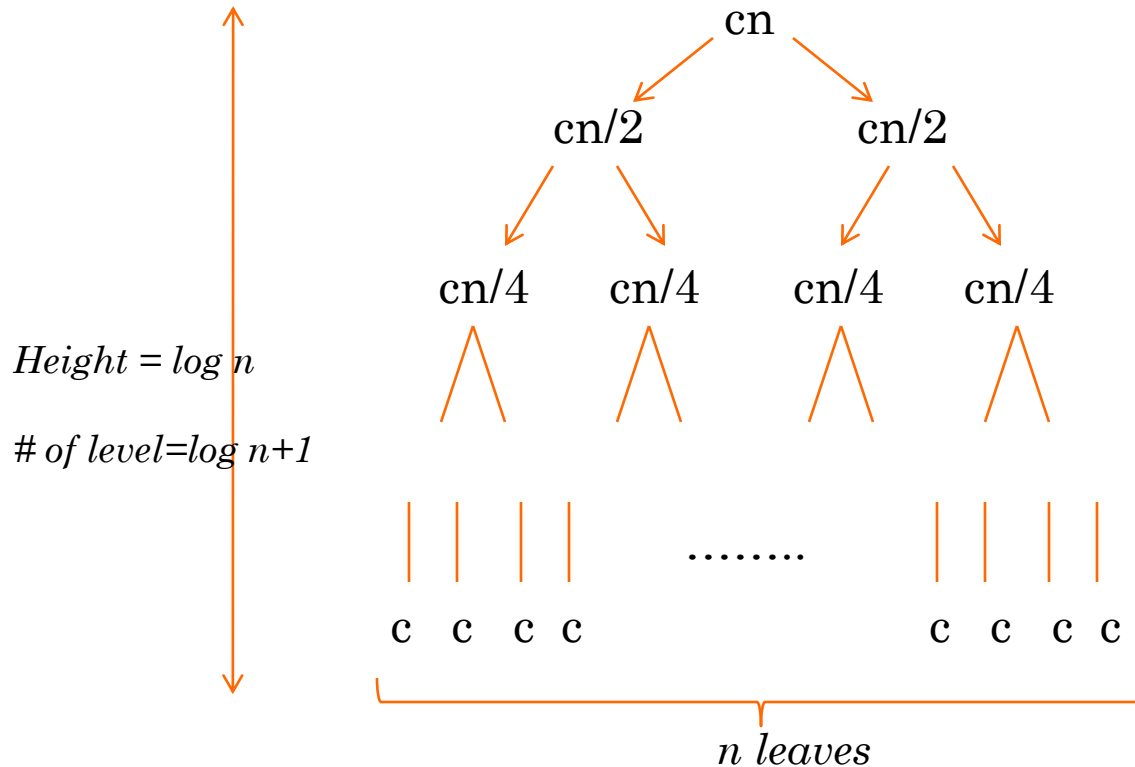 cn
cn/2 cn/2
cn/4 cn/4 cn/4 cn/4
Height = log n
# of level=log n+1
........
c c c c c c c c
n leaves